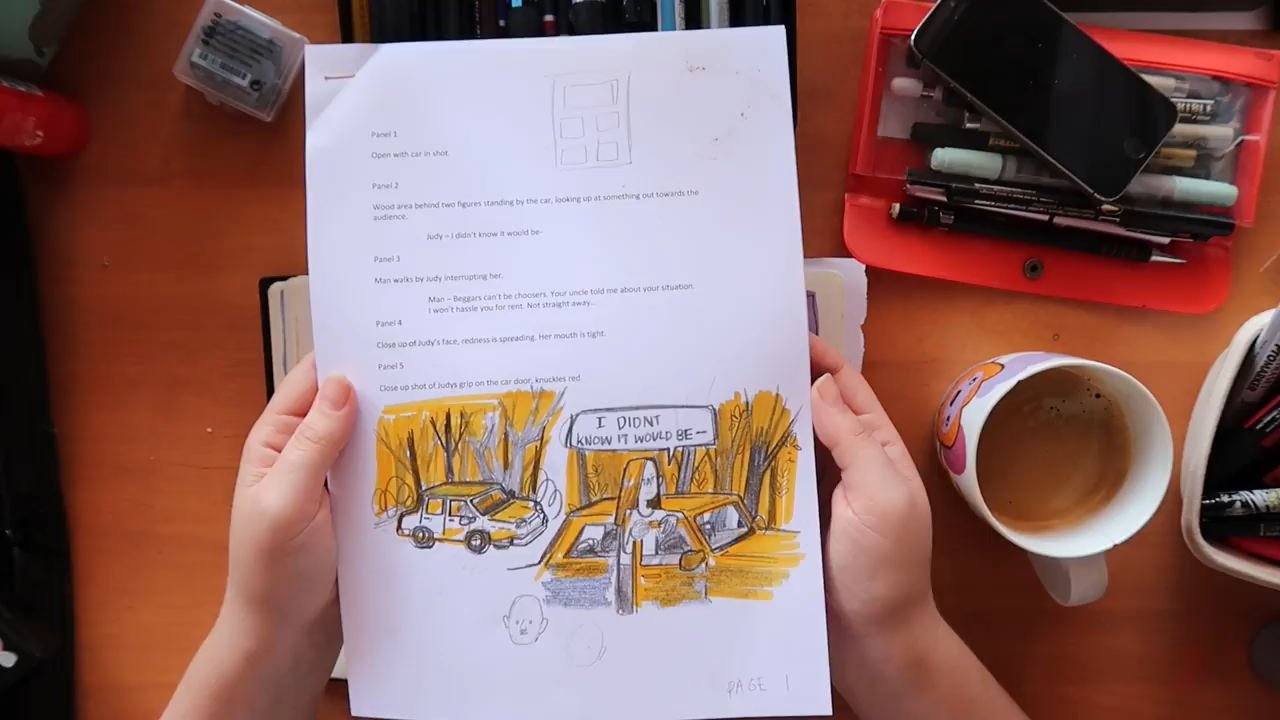 Panel 1
Open with car in shot.
Panel 2
Wood area behind two figures standing by the car, looking up at something out towards the
audience.
Judy – I didn't know it would be-
Panel 3
Man walks by Judy interrupting her.
Man – Beggars can't be choosers. Your uncle told me about your situation.
I won't hassle you for rent. Not straight away...
Panel 4
Close up of Judy's face, redness is spreading. Her mouth is tight.
Panel 5
Close up shot of Judys grip on the car door, knuckles red.
I DIDNT
KNOW IT WOULD BE—
PAGE 1